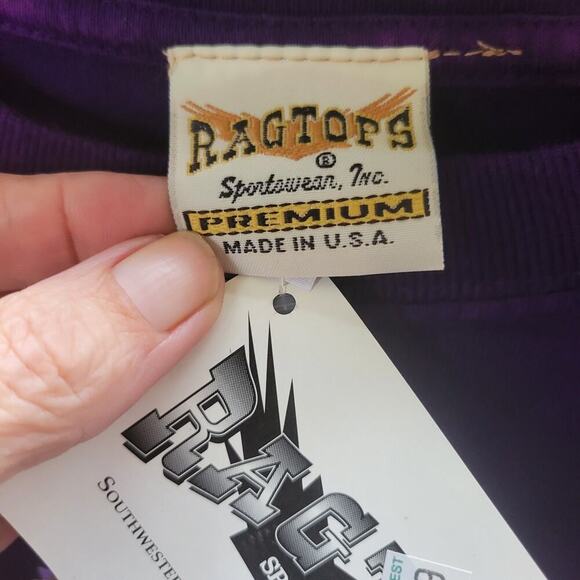 RAGTOPS
®
Sportswear, Inc.
PREMIUM
MADE IN U.S.A.
RAG
SOUTHWESTE